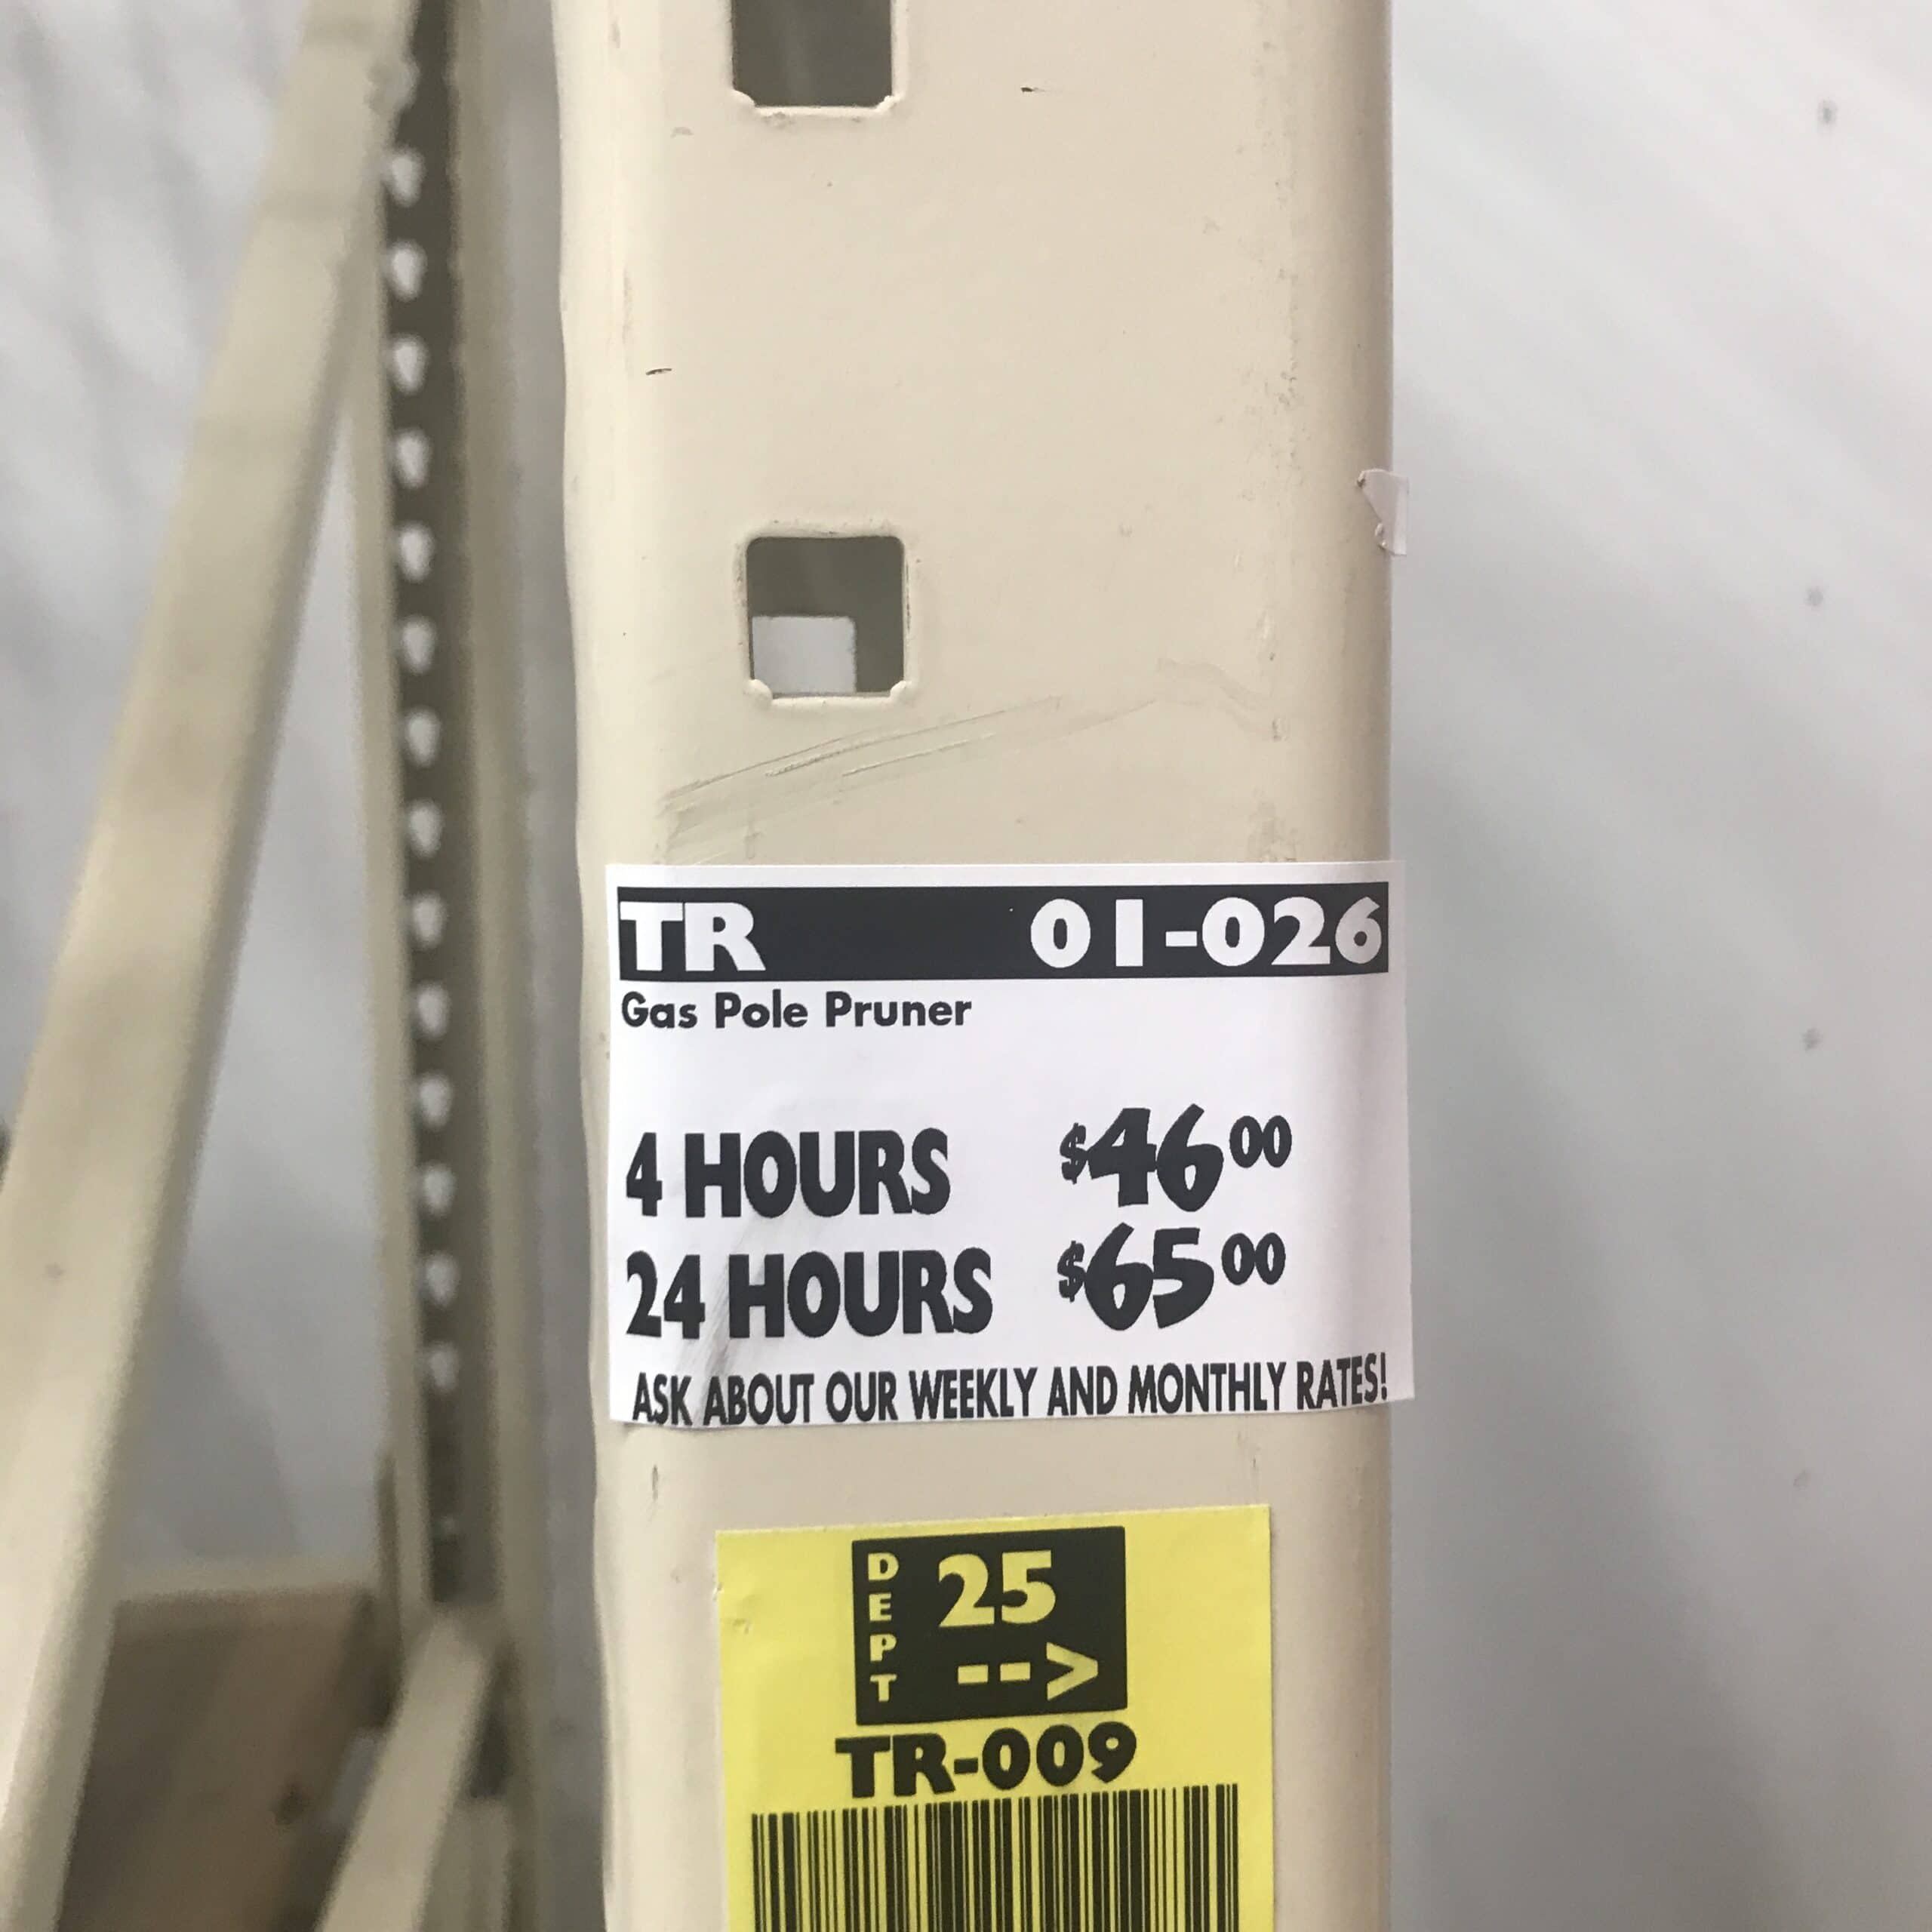 TR 01-026
Gas Pole Pruner
4 HOURS $46 00
24 HOURS $65 00
ASK ABOUT OUR WEEKLY AND MONTHLY RATES!
DEPT 25
-->
TR-009